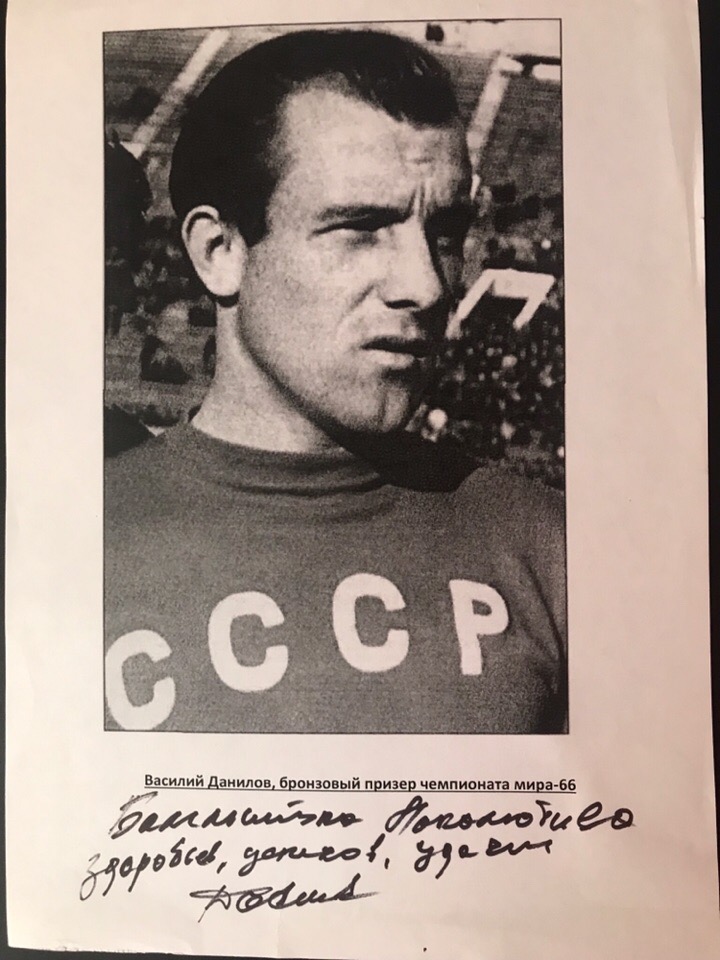 СССР
Василий Данилов, бронзовый призер чемпионата мира-66
здоровья, успехов, удачи